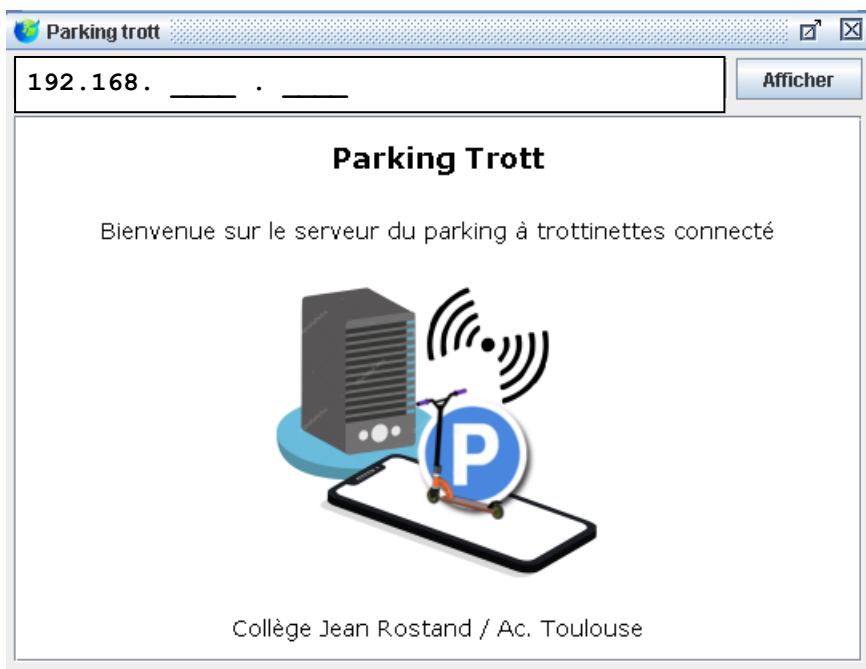 Parking trott
192.168. ____ . ____
Afficher
Parking Trott
Bienvenue sur le serveur du parking à trottinettes connecté
P
Collège Jean Rostand / Ac. Toulouse